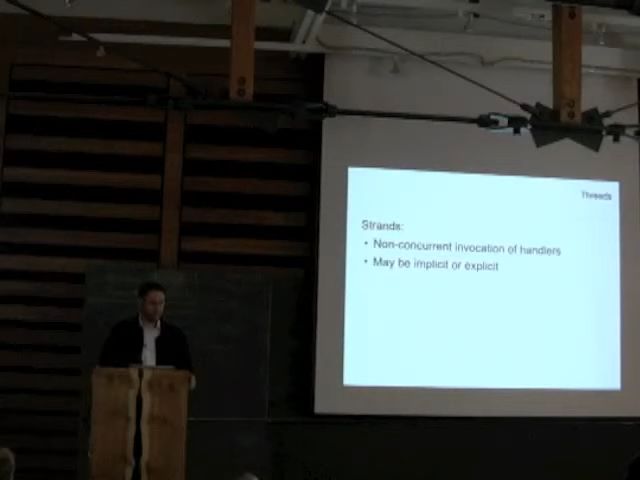 Threads
Strands:
• Non-concurrent invocation of handlers
• May be implicit or explicit